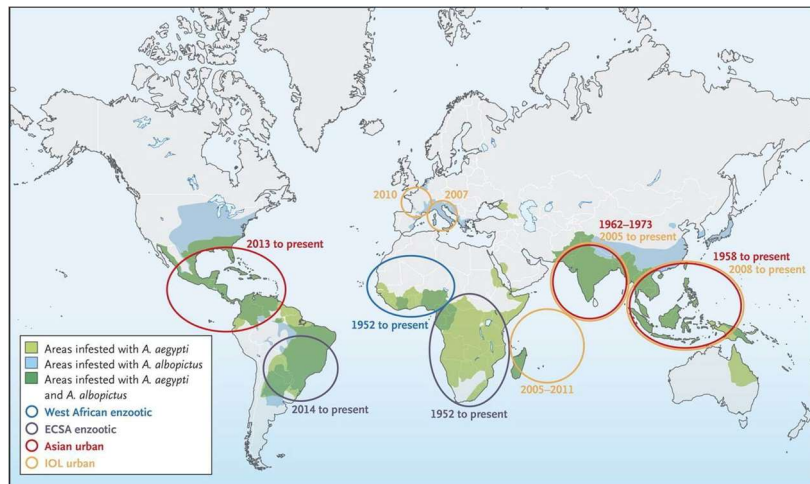 2010
2007
1962–1973
2005 to present
2013 to present
1958 to present
2008 to present
1952 to present
2005–2011
2014 to present
1952 to present
Areas infested with A. aegypti
Areas infested with A. albopictus
Areas infested with A. aegypti
and A. albopictus
West African enzootic
ECSA enzootic
Asian urban
IOL urban